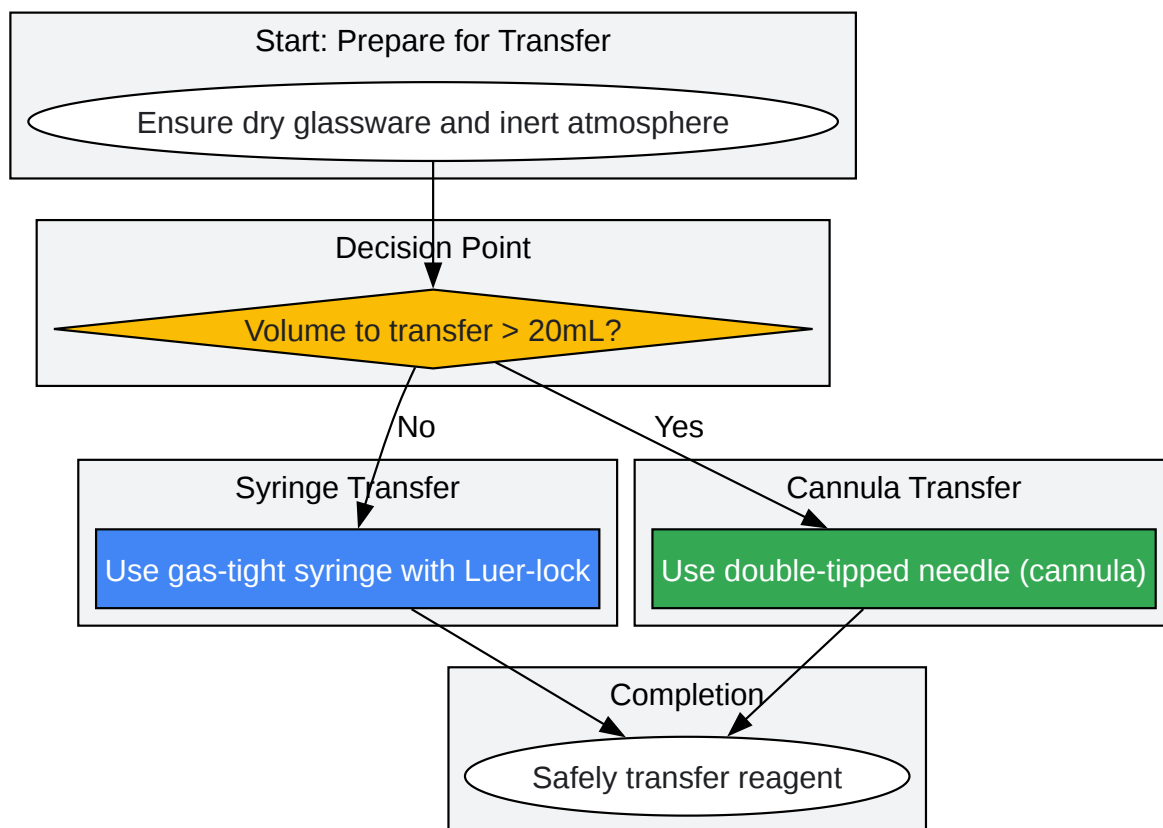 Start: Prepare for Transfer
Ensure dry glassware and inert atmosphere
Decision Point
Volume to transfer > 20mL?
No
Yes
Syringe Transfer
Cannula Transfer
Use gas-tight syringe with Luer-lock
Use double-tipped needle (cannula)
Completion
Safely transfer reagent